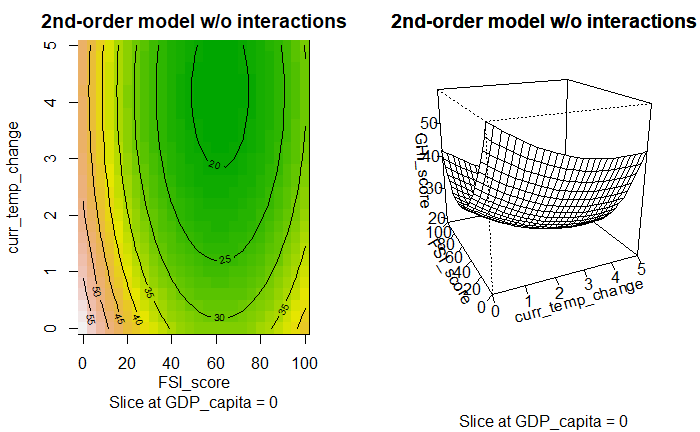 2nd-order model w/o interactions
5
4
3
2
1
0
curr_temp_change
20
25
30
35
35
40
45
50
55
0 20 40 60 80 100
FSI_score
Slice at GDP_capita = 0
2nd-order model w/o interactions
50
40
30
20
GHI_score
100
80
60
40
20
0
FSI_score
0 1 2 3 4 5
curr_temp_change
Slice at GDP_capita = 0